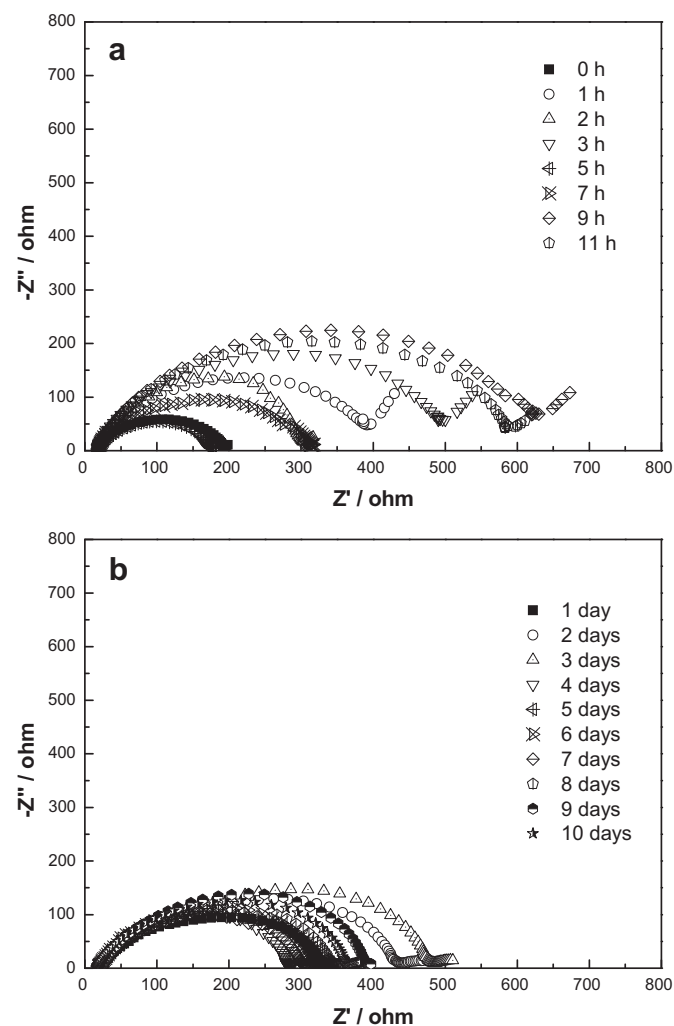 a
800
700
600
500
400
300
200
100
0
-Z" / ohm
0 h
1 h
2 h
3 h
5 h
7 h
9 h
11 h
0 100 200 300 400 500 600 700 800
Z' / ohm
b
800
700
600
500
400
300
200
100
0
-Z" / ohm
1 day
2 days
3 days
4 days
5 days
6 days
7 days
8 days
9 days
10 days
0 100 200 300 400 500 600 700 800
Z' / ohm